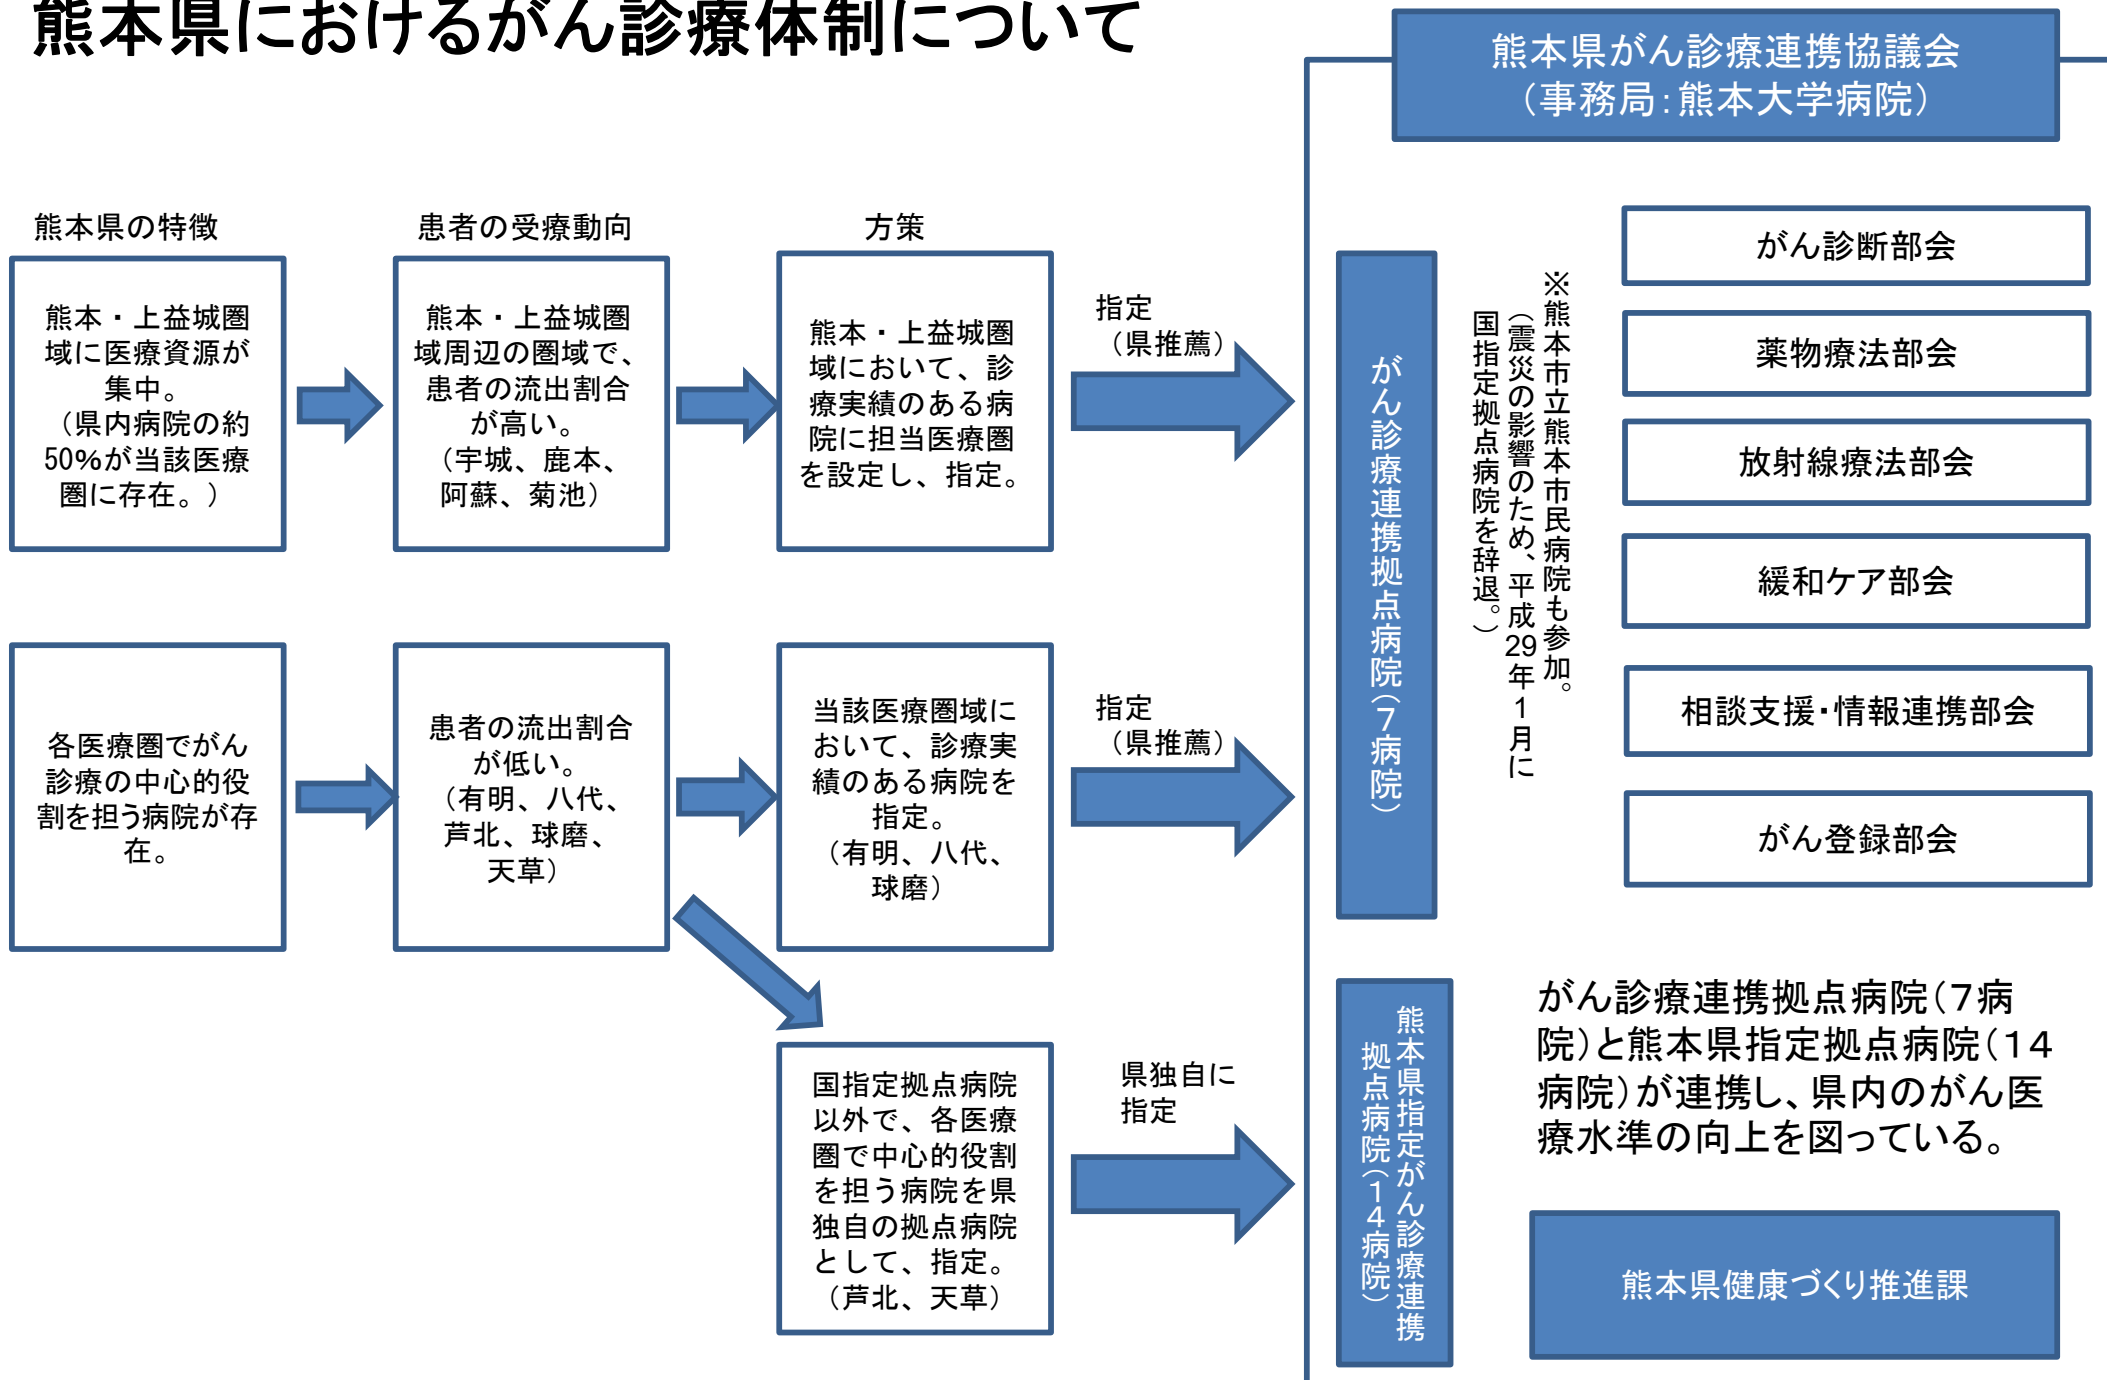 熊本県におけるがん診療体制について
熊本県がん診療連携協議会
（事務局：熊本大学病院）
熊本県の特徴
熊本・上益城圏
域に医療資源が
集中。
（県内病院の約
50%が当該医療
圏に存在。）
患者の受療動向
熊本・上益城圏
域周辺の圏域で、
患者の流出割合
が高い。
（宇城、鹿本、
阿蘇、菊池）
方策
熊本・上益城圏
域において、診
療実績のある病
院に担当医療圏
を設定し、指定。
指定
（県推薦）
各医療圏でがん
診療の中心的役
割を担う病院が存
在。
患者の流出割合
が低い。
（有明、八代、
芦北、球磨、
天草）
当該医療圏域に
おいて、診療実
績のある病院を
指定。
（有明、八代、
球磨）
指定
（県推薦）
国指定拠点病院
以外で、各医療
圏で中心的役割
を担う病院を県
独自の拠点病院
として、指定。
（芦北、天草）
県独自に
指定
がん診療連携拠点病院（７病院）
※熊本市立熊本市民病院も参加。
（震災の影響のため、平成29年１月に
国指定拠点病院を辞退。）
がん診断部会
薬物療法部会
放射線療法部会
緩和ケア部会
相談支援・情報連携部会
がん登録部会
熊本県指定がん診療連携
拠点病院（１４病院）
がん診療連携拠点病院（７病
院）と熊本県指定拠点病院（１４
病院）が連携し、県内のがん医
療水準の向上を図っている。
熊本県健康づくり推進課